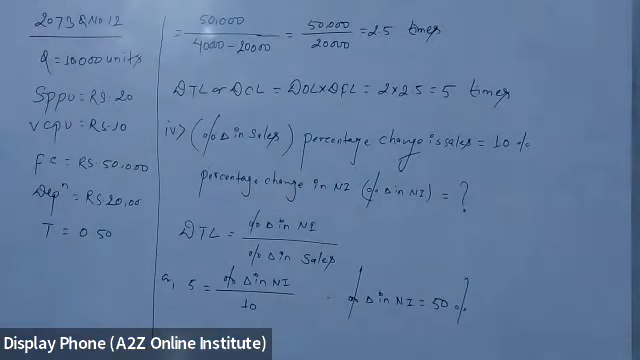 2073 Q.No.12
Q = 10,000 units
Sppu = Rs. 20
Vcpu = Rs. 10
FC = Rs. 50,000
Depⁿ = Rs. 20,00
T = 0 50
= 50,000 / 40000 - 20000 = 50,000 / 20000 = 2.5 times
DTL or DCL = DOL × DFL = 2 × 2.5 = 5 times
iv) (% Δ in Sales) percentage change is sales = 10 %
percentage change in NI (% Δ in NI) = ?
DTL = % Δ in NI / % Δ in Sales
5 = % Δ in NI / 10 . % Δ in NI = 50 %
Display Phone (A2Z Online Institute)